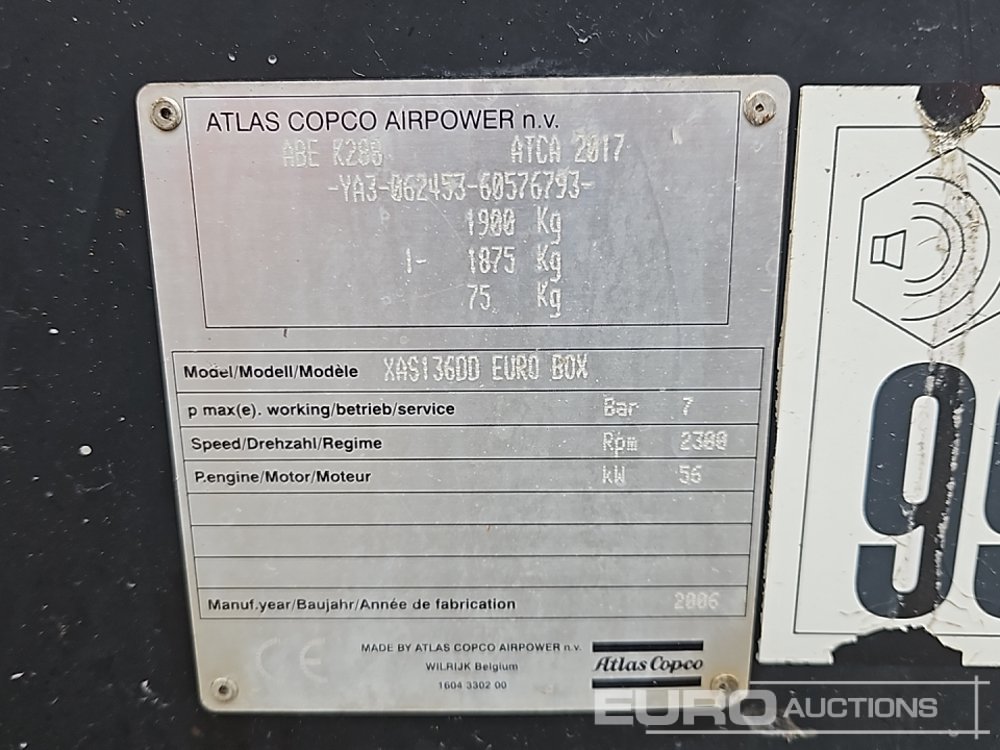 ATLAS COPCO AIRPOWER n.v.
ABE K288 ATCA 2017
-YA3-062453-60576793-
1900 Kg
1- 1875 Kg
75 Kg
Model/Modell/Modèle XAS136DD EURO BOX
p max(e). working/betrieb/service Bar 7
Speed/Drehzahl/Regime Rpm 2300
P.engine/Motor/Moteur kW 56
Manuf.year/Baujahr/Année de fabrication 2006
CE
MADE BY ATLAS COPCO AIRPOWER n.v.
WILRIJK Belgium
1604 3302 00
Atlas Copco
99
EURO AUCTIONS